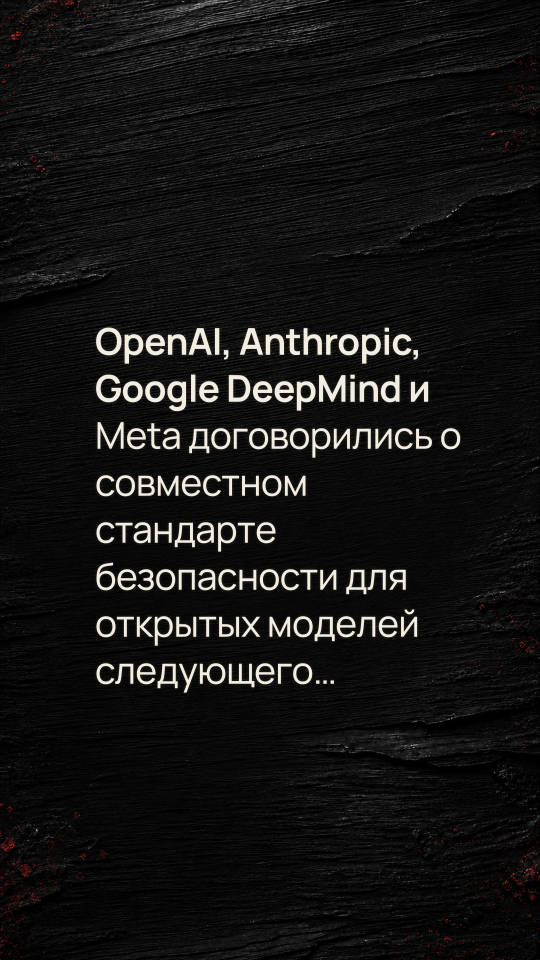 OpenAI, Anthropic,
Google DeepMind и
Meta договорились о
совместном
стандарте
безопасности для
открытых моделей
следующего...